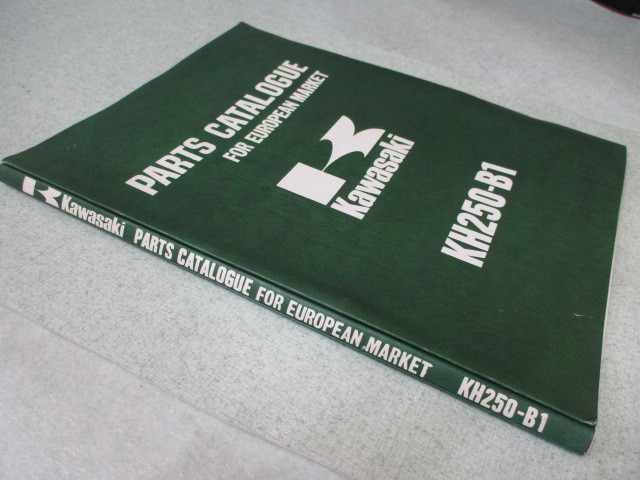 PARTS CATALOGUE
FOR EUROPEAN MARKET
Kawasaki
KH250-B1
Kawasaki PARTS CATALOGUE FOR EUROPEAN MARKET KH250-B1